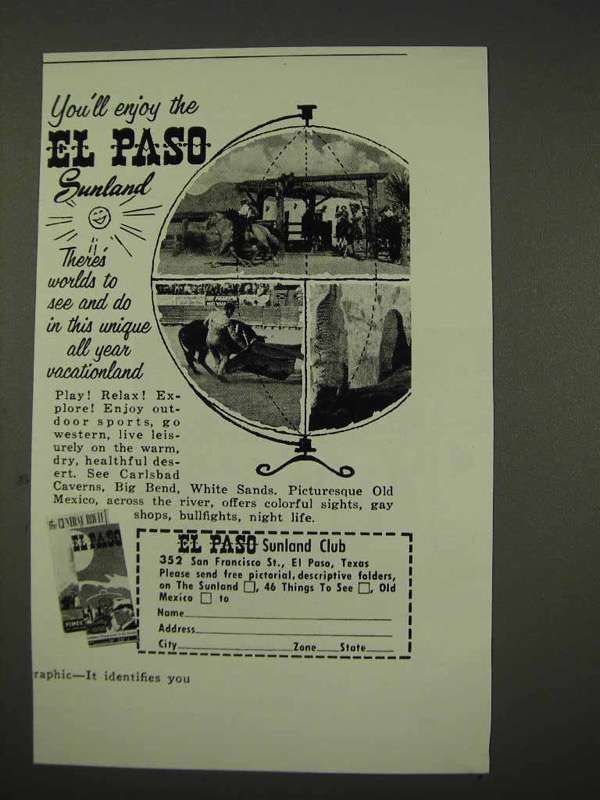 You'll enjoy the
EL PASO
Sunland
There's
worlds to
see and do
in this unique
all year
vacationland
Play! Relax! Ex-
plore! Enjoy out-
door sports, go
western, live leis-
urely on the warm,
dry, healthful des-
ert. See Carlsbad
Caverns, Big Bend, White Sands. Picturesque Old
Mexico, across the river, offers colorful sights, gay
shops, bullfights, night life.
The CENTRAL ROUTE
EL PASO
EL PASO Sunland Club
352 San Francisco St., El Paso, Texas
Please send free pictorial, descriptive folders,
on The Sunland □, 46 Things To See □, Old
Mexico □ to
Name
Address
City Zone State
raphic—It identifies you